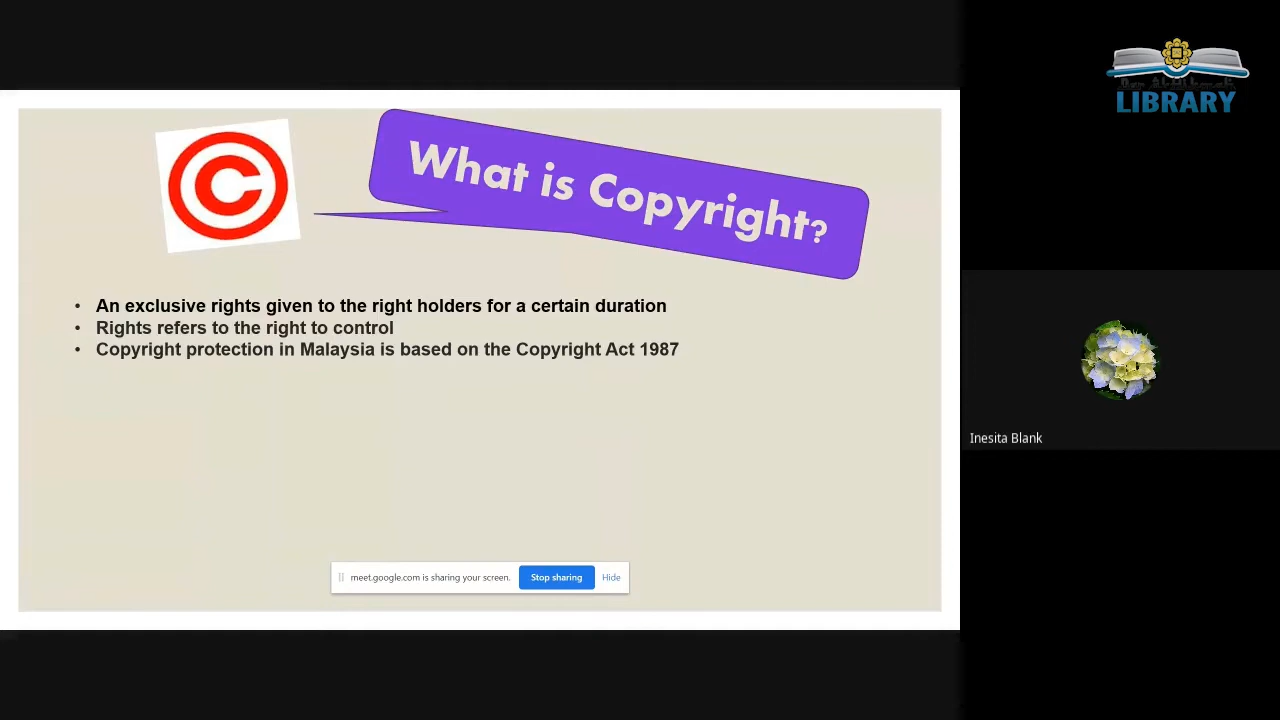 LIBRARY
What is Copyright?
• An exclusive rights given to the right holders for a certain duration
• Rights refers to the right to control
• Copyright protection in Malaysia is based on the Copyright Act 1987
Inesita Blank
meet.google.com is sharing your screen. Stop sharing Hide